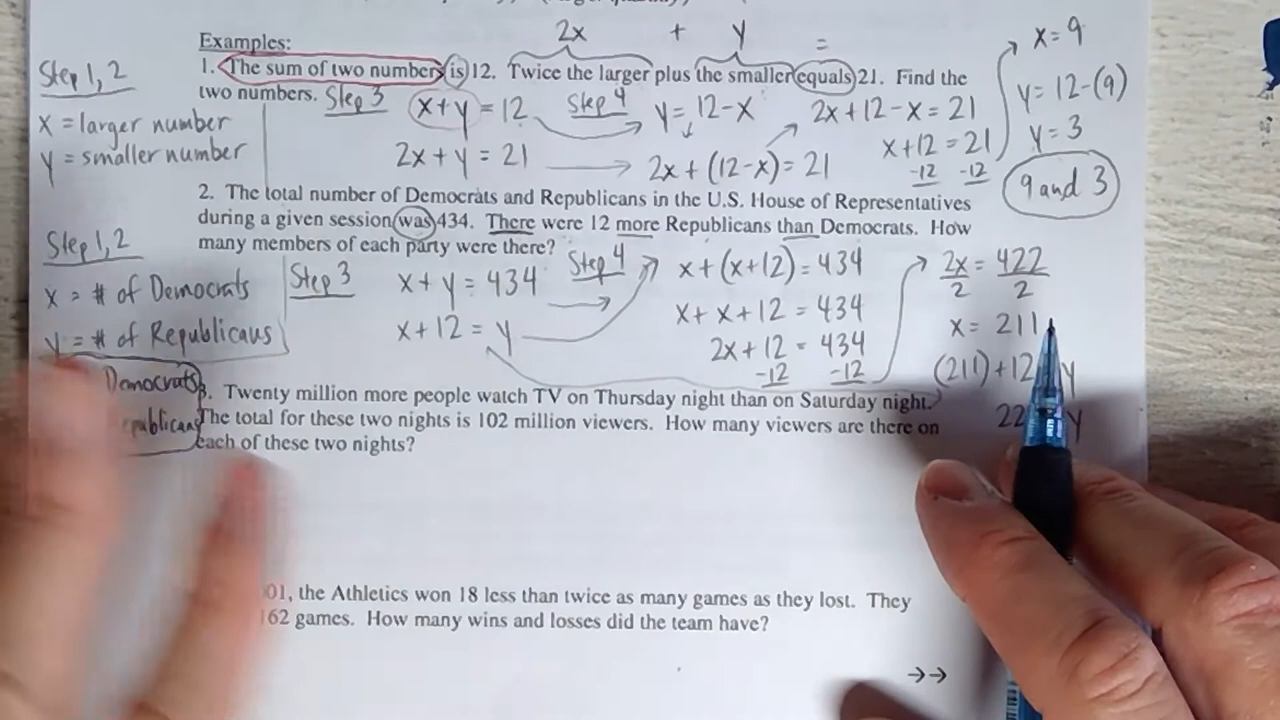 2x + y =
Examples:
1. The sum of two numbers is 12. Twice the larger plus the smaller equals 21. Find the
two numbers.
Step 1, 2
x = larger number
y = smaller number
Step 3
x+y = 12
2x + y = 21
Step 4
y = 12-x
2x + (12-x) = 21
2x + 12 - x = 21
x+12 = 21
-12 -12
x = 9
y = 12-(9)
y = 3
9 and 3
2. The total number of Democrats and Republicans in the U.S. House of Representatives
during a given session was 434. There were 12 more Republicans than Democrats. How
many members of each party were there?
Step 1,2
x = # of Democrats
y = # of Republicans
Step 3
x + y = 434
x + 12 = y
Step 4
x + (x+12) = 434
x + x + 12 = 434
2x + 12 = 434
-12 -12
2x = 422
2 2
x = 211
(211)+12 y
22 y
Democrats
3. Twenty million more people watch TV on Thursday night than on Saturday night.
The total for these two nights is 102 million viewers. How many viewers are there on
each of these two nights?
01, the Athletics won 18 less than twice as many games as they lost. They
162 games. How many wins and losses did the team have?
→→